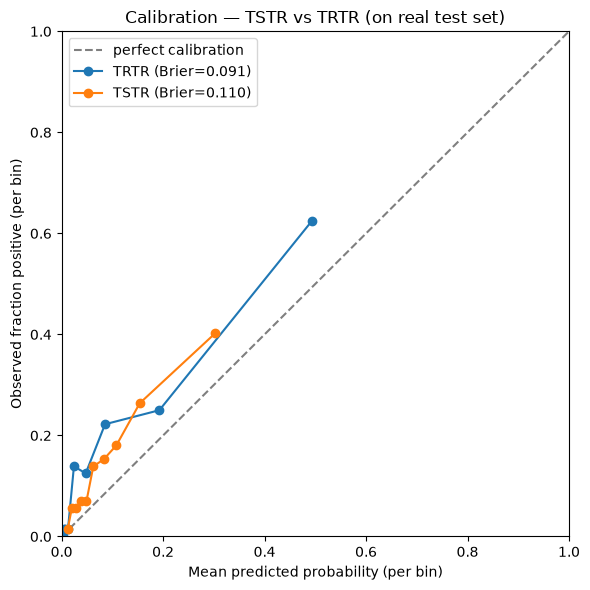 Calibration — TSTR vs TRTR (on real test set)
perfect calibration
TRTR (Brier=0.091)
TSTR (Brier=0.110)
Observed fraction positive (per bin)
1.0
0.8
0.6
0.4
0.2
0.0
0.0 0.2 0.4 0.6 0.8 1.0
Mean predicted probability (per bin)